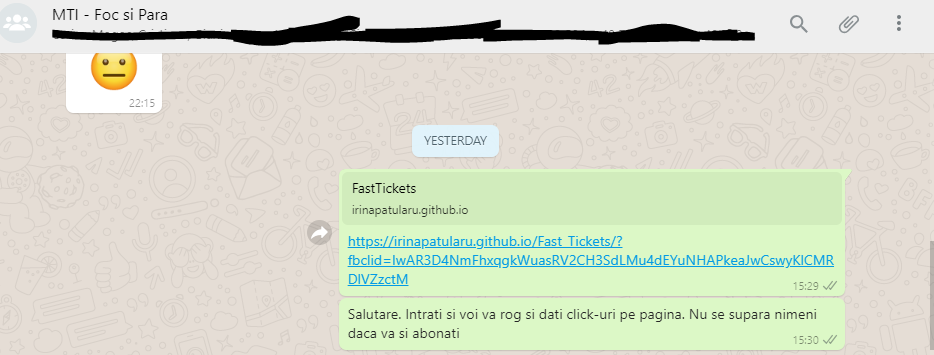 MTI - Foc si Para
22:15
YESTERDAY
FastTickets
irinapatularu.github.io
https://irinapatularu.github.io/Fast_Tickets/?
fbclid=IwAR3D4NmFhxqgkWuasRV2CH3SdLMu4dEYuNHAPkeaJwCswyKlCMR
DlVZzctM
15:29
Salutare. Intrati si voi va rog si dati click-uri pe pagina. Nu se supara nimeni
daca va si abonati
15:30